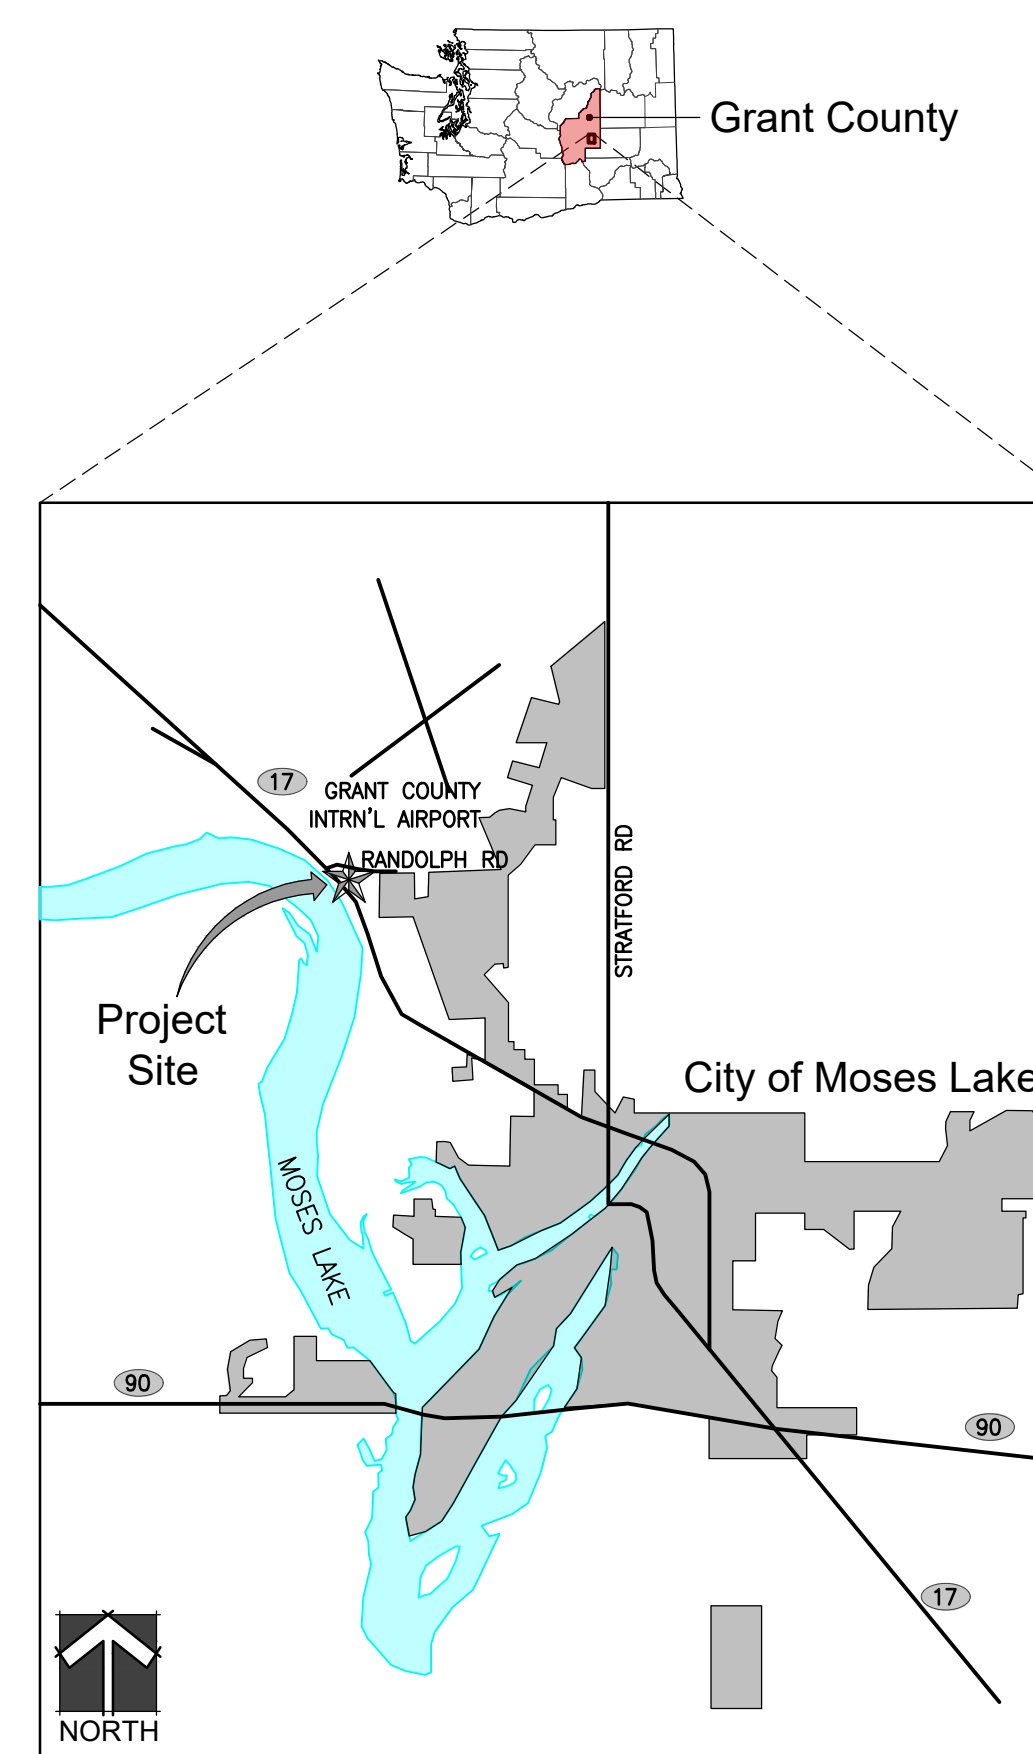 Grant County
17
GRANT COUNTY
INTRN'L AIRPORT
RANDOLPH RD
STRATFORD RD
Project
Site
City of Moses Lake
MOSES LAKE
90
90
17
NORTH